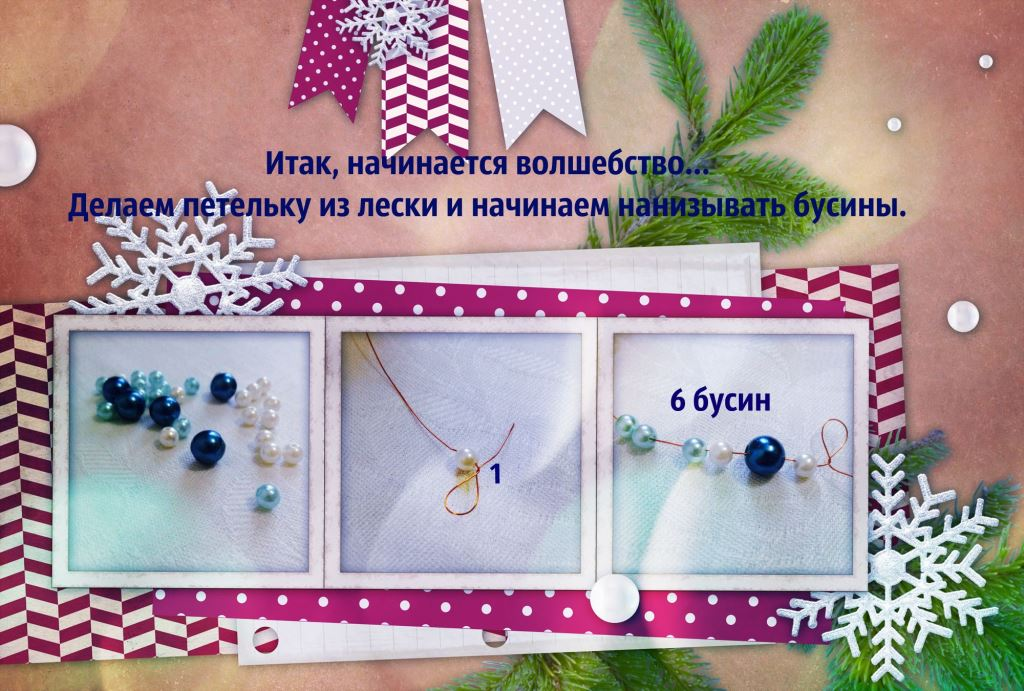 Итак, начинается волшебство...
Делаем петельку из лески и начинаем нанизывать бусины.
6 бусин
1